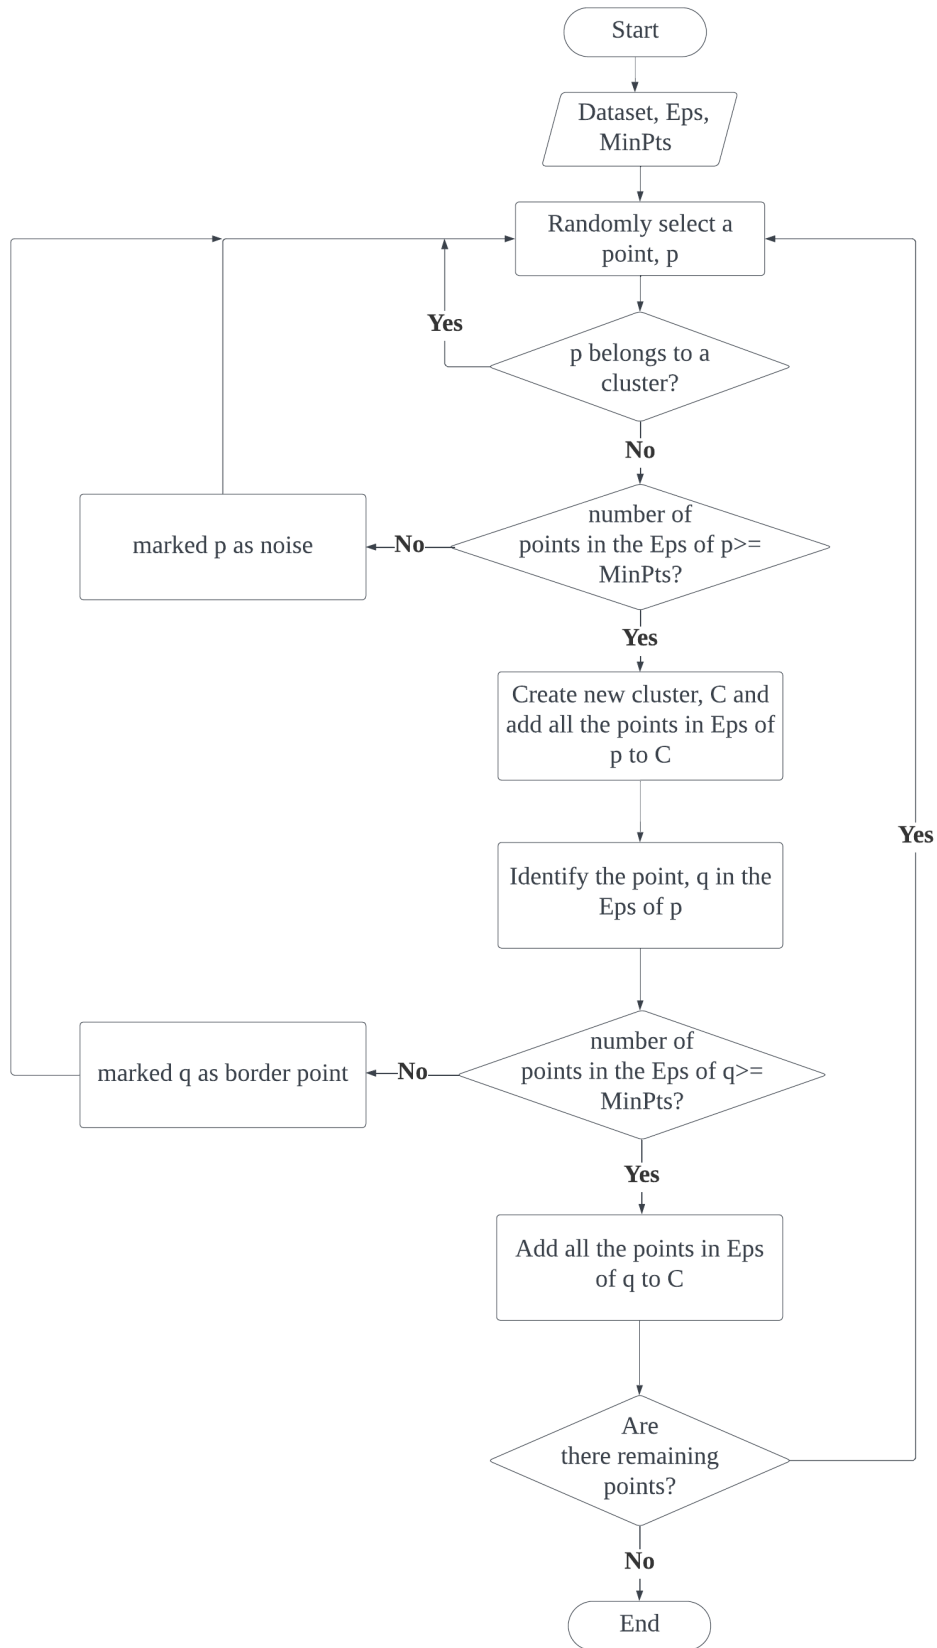 Start
Dataset, Eps,
MinPts
Randomly select a
point, p
Yes
p belongs to a
cluster?
No
number of
points in the Eps of p>=
MinPts?
No
marked p as noise
Yes
Create new cluster, C and
add all the points in Eps of
p to C
Yes
Identify the point, q in the
Eps of p
number of
points in the Eps of q>=
MinPts?
No
marked q as border point
Yes
Add all the points in Eps
of q to C
Are
there remaining
points?
No
End